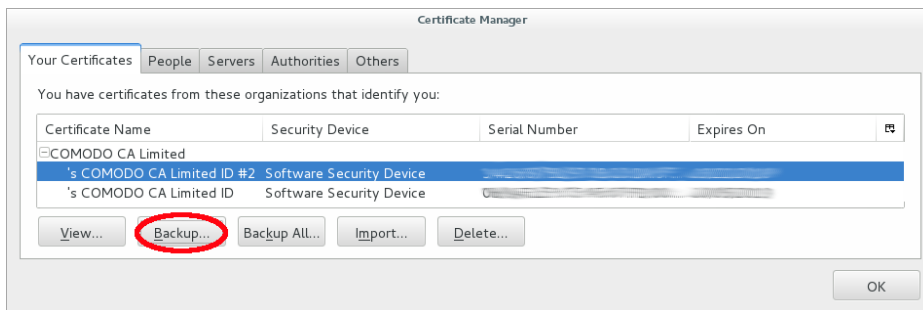 Certificate Manager
Your Certificates People Servers Authorities Others
You have certificates from these organizations that identify you:
Certificate Name Security Device Serial Number Expires On
COMODO CA Limited
's COMODO CA Limited ID #2 Software Security Device
's COMODO CA Limited ID Software Security Device
View... Backup... Backup All... Import... Delete...
OK